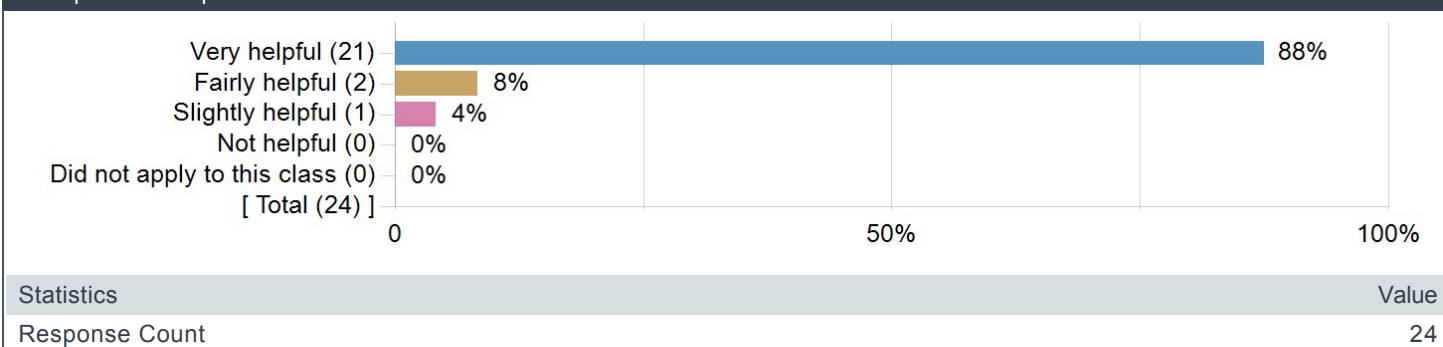 Very helpful (21) 88%
Fairly helpful (2) 8%
Slightly helpful (1) 4%
Not helpful (0) 0%
Did not apply to this class (0) 0%
[ Total (24) ]
0 50% 100%
Statistics Value
Response Count 24